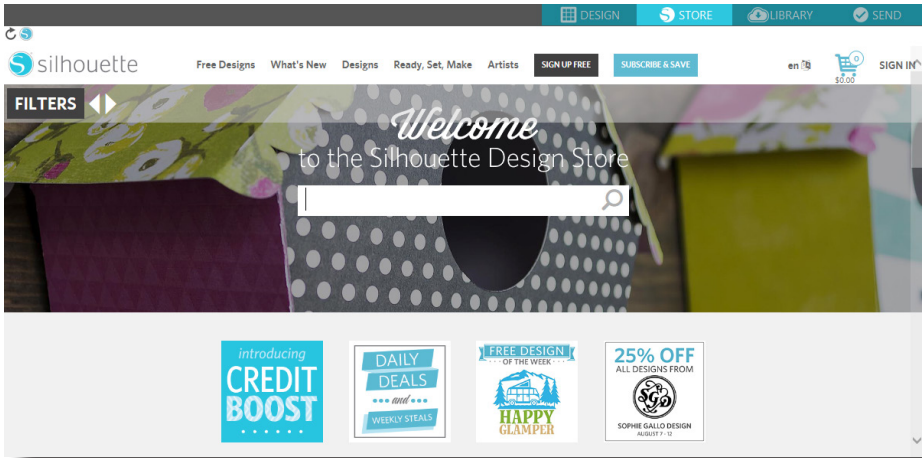 DESIGN
STORE
LIBRARY
SEND
silhouette
Free Designs
What's New
Designs
Ready, Set, Make
Artists
SIGN UP FREE
SUBSCRIBE & SAVE
en
0
$0.00
SIGN IN
FILTERS
Welcome
to the Silhouette Design Store
introducing
CREDIT
BOOST
DAILY
DEALS
and
WEEKLY STEALS
FREE DESIGN
OF THE WEEK
HAPPY
GLAMPER
25% OFF
ALL DESIGNS FROM
SGD
SOPHIE GALLO DESIGN
AUGUST 7 - 12